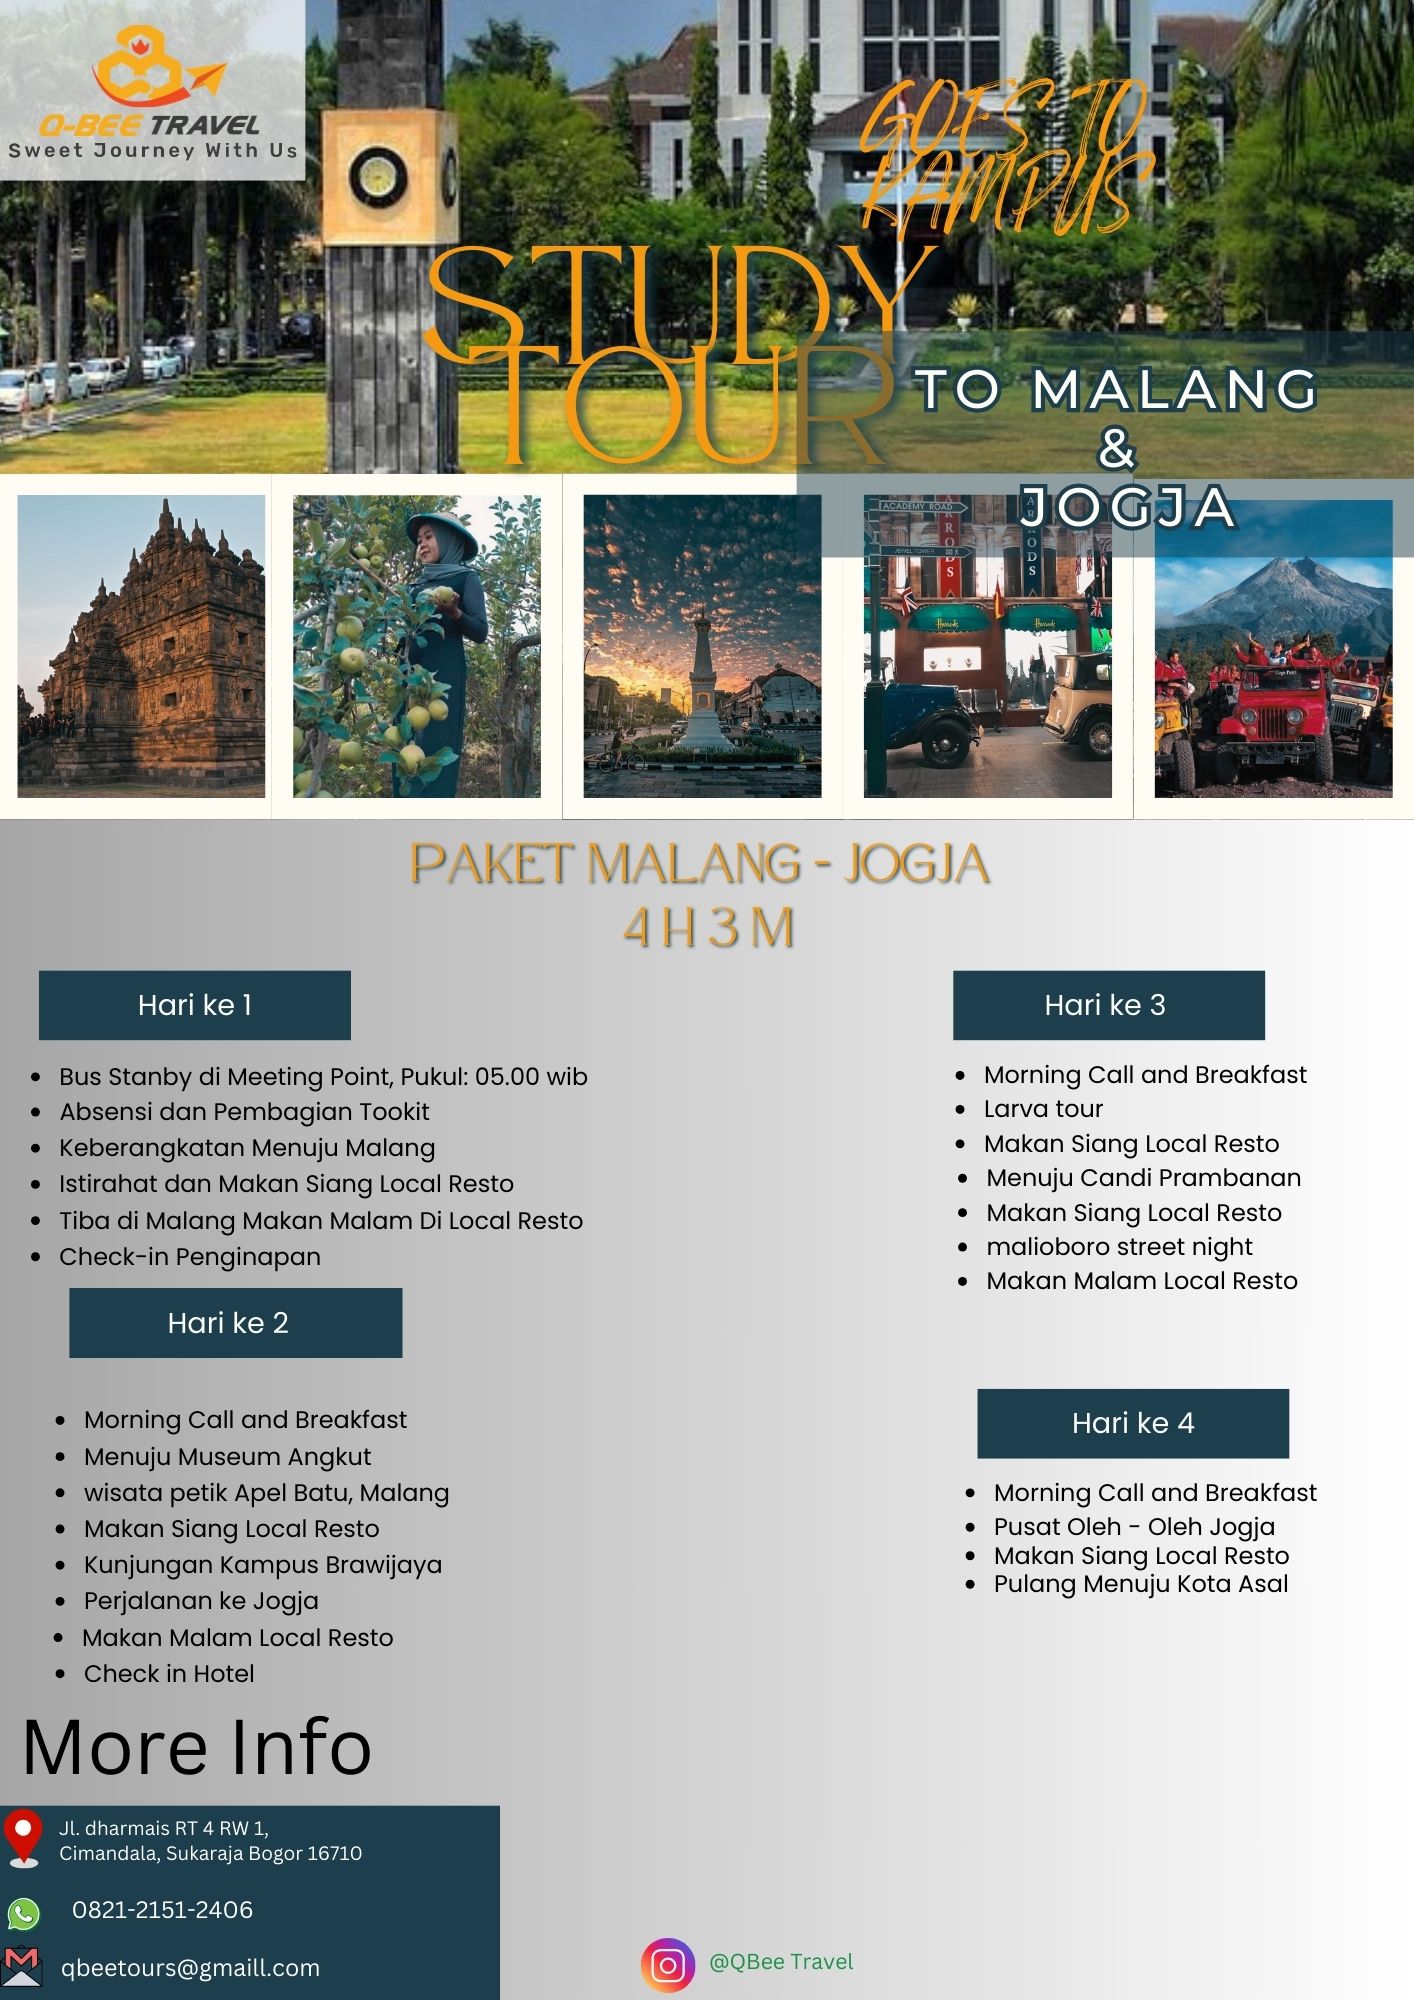 Q-BEE TRAVEL
Sweet Journey With Us
GOES TO
KAMPUS
STUDY
TOUR
TO MALANG
&
JOGJA
ACADEMY ROAD
JEWEL TOWER
Harrods
Harrods
PAKET MALANG - JOGJA
4 H 3 M
Hari ke 1
• Bus Stanby di Meeting Point, Pukul: 05.00 wib
• Absensi dan Pembagian Tookit
• Keberangkatan Menuju Malang
• Istirahat dan Makan Siang Local Resto
• Tiba di Malang Makan Malam Di Local Resto
• Check-in Penginapan
Hari ke 2
• Morning Call and Breakfast
• Menuju Museum Angkut
• wisata petik Apel Batu, Malang
• Makan Siang Local Resto
• Kunjungan Kampus Brawijaya
• Perjalanan ke Jogja
• Makan Malam Local Resto
• Check in Hotel
Hari ke 3
• Morning Call and Breakfast
• Larva tour
• Makan Siang Local Resto
• Menuju Candi Prambanan
• Makan Siang Local Resto
• malioboro street night
• Makan Malam Local Resto
Hari ke 4
• Morning Call and Breakfast
• Pusat Oleh - Oleh Jogja
• Makan Siang Local Resto
• Pulang Menuju Kota Asal
More Info
Jl. dharmais RT 4 RW 1,
Cimandala, Sukaraja Bogor 16710
0821-2151-2406
qbeetours@gmaill.com
@QBee Travel